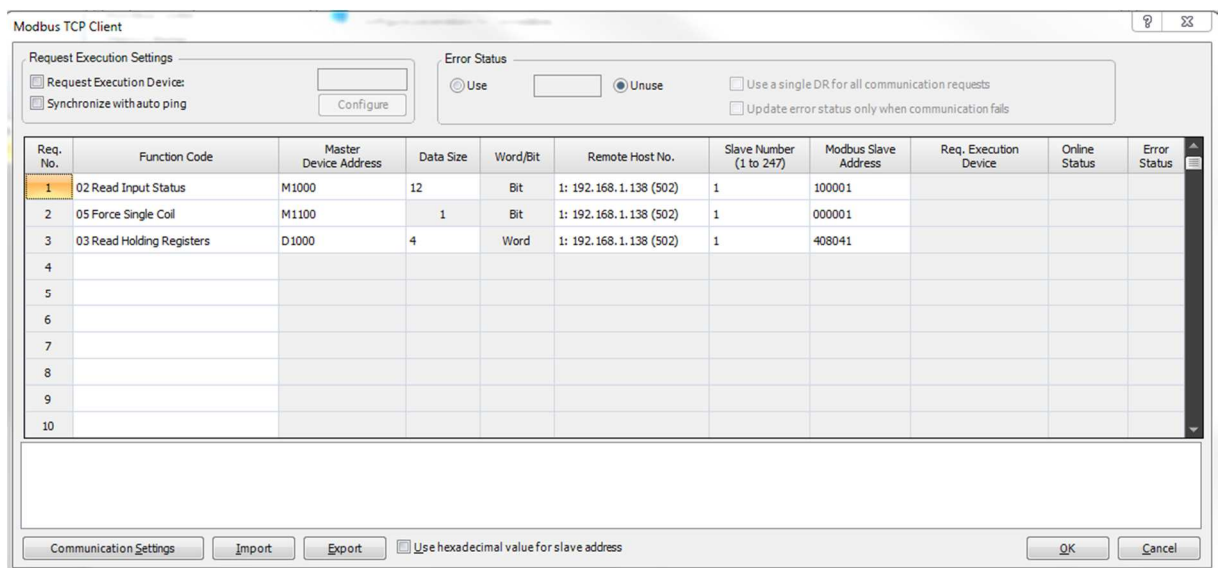 Modbus TCP Client
Request Execution Settings
Request Execution Device:
Synchronize with auto ping
Configure
Error Status
Use
Unuse
Use a single DR for all communication requests
Update error status only when communication fails
Req. No. Function Code Master Device Address Data Size Word/Bit Remote Host No. Slave Number (1 to 247) Modbus Slave Address Req. Execution Device Online Status Error Status
1 02 Read Input Status M1000 12 Bit 1: 192.168.1.138 (502) 1 100001
2 05 Force Single Coil M1100 1 Bit 1: 192.168.1.138 (502) 1 000001
3 03 Read Holding Registers D1000 4 Word 1: 192.168.1.138 (502) 1 408041
4
5
6
7
8
9
10
Communication Settings Import Export Use hexadecimal value for slave address OK Cancel